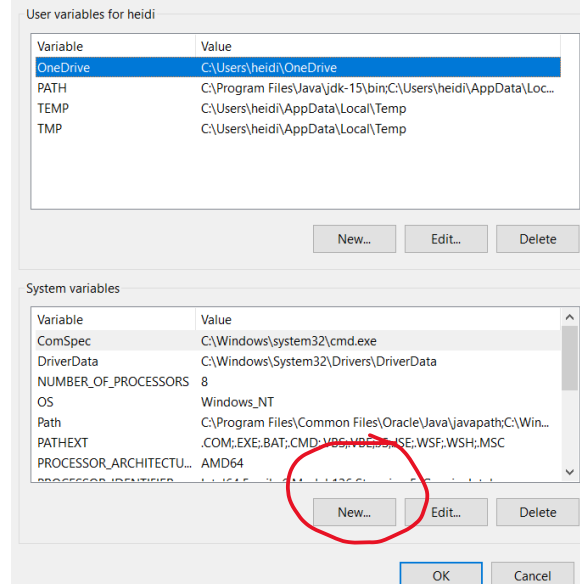 User variables for heidi
Variable Value
OneDrive C:\Users\heidi\OneDrive
PATH C:\Program Files\Java\jdk-15\bin;C:\Users\heidi\AppData\Loc...
TEMP C:\Users\heidi\AppData\Local\Temp
TMP C:\Users\heidi\AppData\Local\Temp
New... Edit... Delete
System variables
Variable Value
ComSpec C:\Windows\system32\cmd.exe
DriverData C:\Windows\System32\Drivers\DriverData
NUMBER_OF_PROCESSORS 8
OS Windows_NT
Path C:\Program Files\Common Files\Oracle\Java\javapath;C:\Win...
PATHEXT .COM;.EXE;.BAT;.CMD;.VBS;.VBE;.JS;.JSE;.WSF;.WSH;.MSC
PROCESSOR_ARCHITECTU... AMD64
New... Edit... Delete
OK Cancel